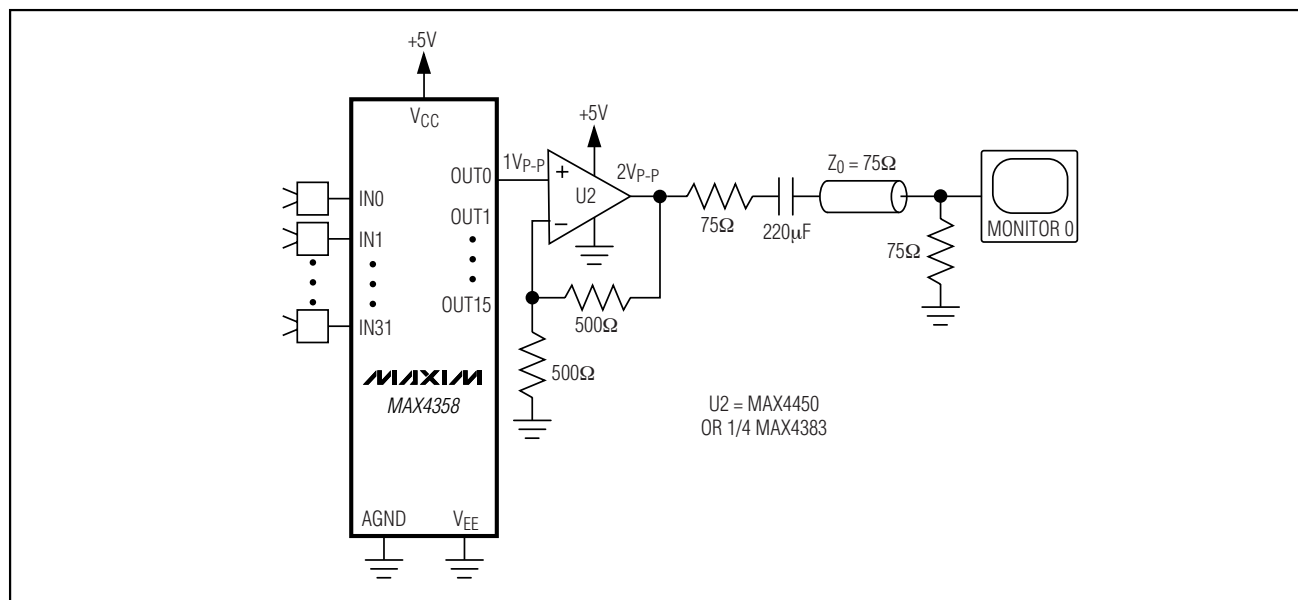 +5V
VCC
+5V
1VP-P
+
U2
−
2VP-P
Z0 = 75Ω
75Ω
220μF
75Ω
MONITOR 0
IN0
IN1
IN31
OUT0
OUT1
OUT15
500Ω
500Ω
MAXIM
MAX4358
U2 = MAX4450
OR 1/4 MAX4383
AGND
VEE